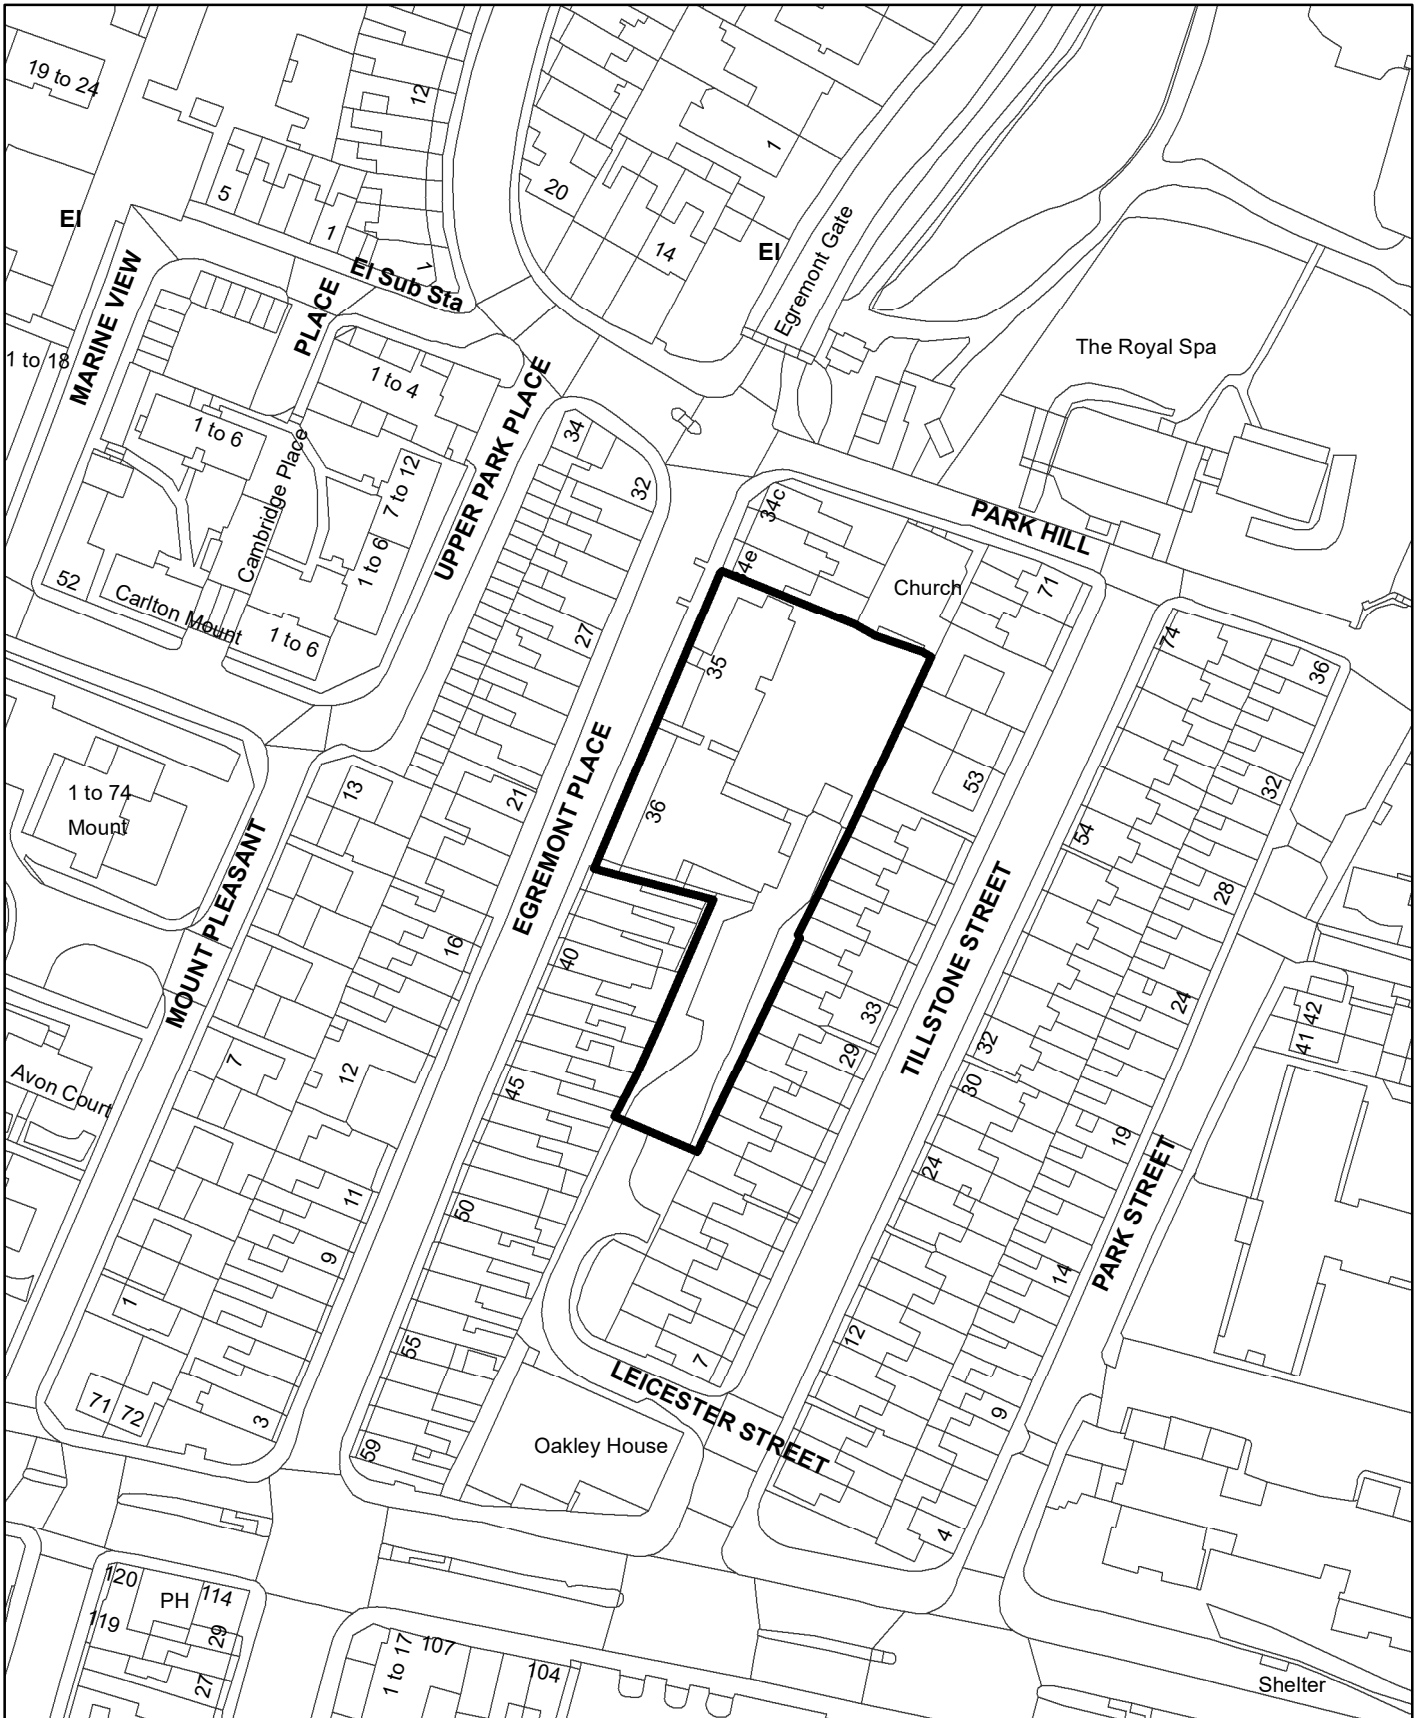 19 to 24
12
1
20
5
El
1
14
El
7
El Sub Sta
Egremont Gate
MARINE VIEW
PLACE
1 to 18
The Royal Spa
1 to 4
UPPER PARK PLACE
34
1 to 6
32
7 to 12
Cambridge Place
34c
PARK HILL
4e
1 to 6
52
Carlton Mount
1 to 6
Church
71
27
74
35
36
EGREMONT PLACE
53
32
1 to 74
Mount
13
21
36
54
MOUNT PLEASANT
28
16
40
TILLSTONE STREET
33
24
42
41
32
29
7
12
Avon Court
45
30
19
24
11
50
PARK STREET
9
14
1
55
12
7
LEICESTER STREET
71
72
3
9
59
Oakley House
4
120
PH
114
119
29
27
1 to 17
107
104
Shelter